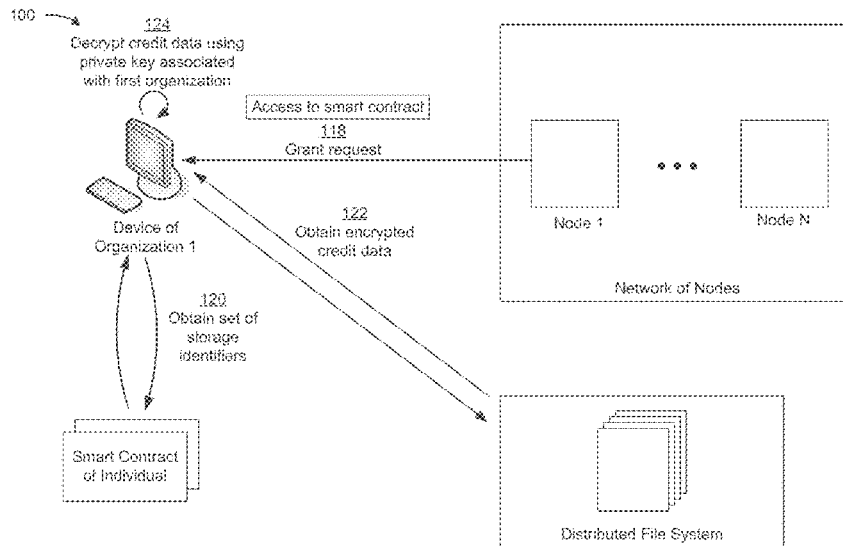 100
124
Decrypt credit data using
private key associated
with first organization
Access to smart contract
118
Grant request
Node 1
Node N
Network of Nodes
Device of
Organization 1
122
Obtain encrypted
credit data
120
Obtain set of
storage
identifiers
Smart Contract
of Individual
Distributed File System